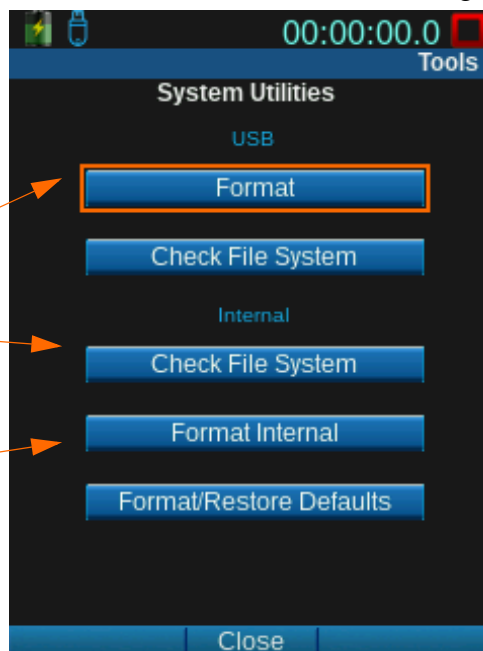 00:00:00.0
Tools
System Utilities
USB
Format
Check File System
Internal
Check File System
Format Internal
Format/Restore Defaults
Close